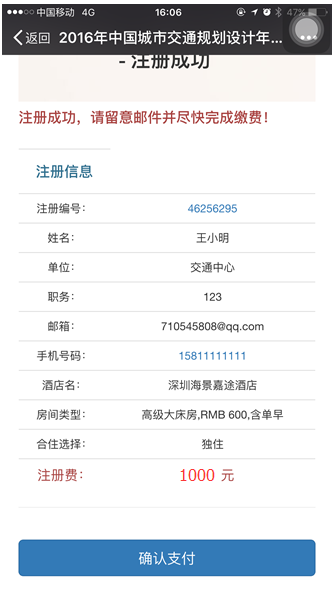 中国移动 4G 16:06 47%
返回 2016年中国城市交通规划设计年...
- 注册成功
注册成功，请留意邮件并尽快完成缴费！
注册信息
注册编号： 46256295
姓名： 王小明
单位： 交通中心
职务： 123
邮箱： 710545808@qq.com
手机号码： 15811111111
酒店名： 深圳海景嘉途酒店
房间类型： 高级大床房,RMB 600,含单早
合住选择： 独住
注册费： 1000 元
确认支付